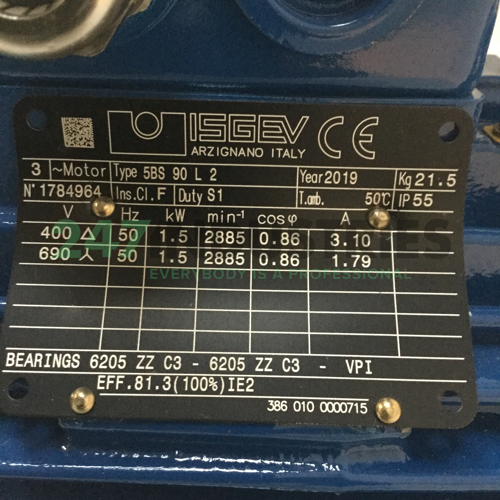 ISGEV CE
ARZIGNANO ITALY
3 ~Motor Type 5BS 90 L 2 Year 2019 Kg 21.5
N° 1784964 Ins.Cl.F Duty S1 T.amb. 50°C IP 55
V Hz kW min⁻¹ cosφ A
400 △ 50 1.5 2885 0.86 3.10
690 人 50 1.5 2885 0.86 1.79
247 INDUSTRIES
EVERYBODY IS A PROFESSIONAL
BEARINGS 6205 ZZ C3 - 6205 ZZ C3 - VPI
EFF.81.3(100%)IE2
386 010 0000715